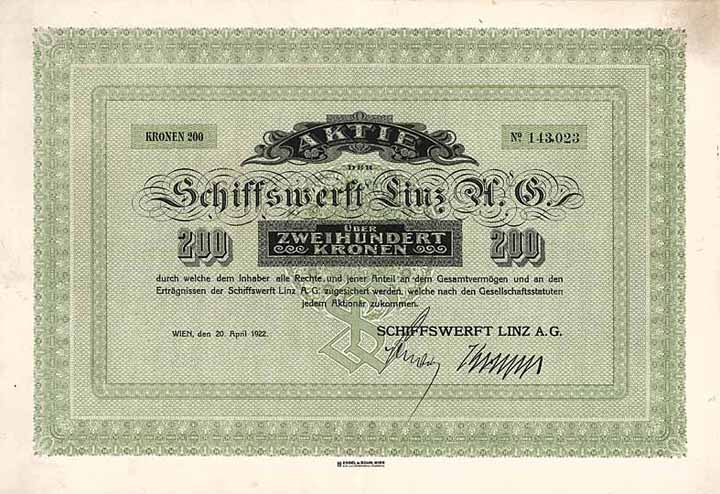 KRONEN 200
AKTIE
Nº 143.023
DER
Schiffswerft Linz A.G.
200
ÜBER
ZWEIHUNDERT
KRONEN
200
durch welche dem Inhaber alle Rechte und jener Anteil an dem Gesamtvermögen und an den
Erträgnissen der Schiffswerft Linz A.G. zugesichert werden, welche nach den Gesellschaftsstatuten
jedem Aktionär zukommen.
WIEN, den 20. April 1922.
SCHIFFSWERFT LINZ A.G.